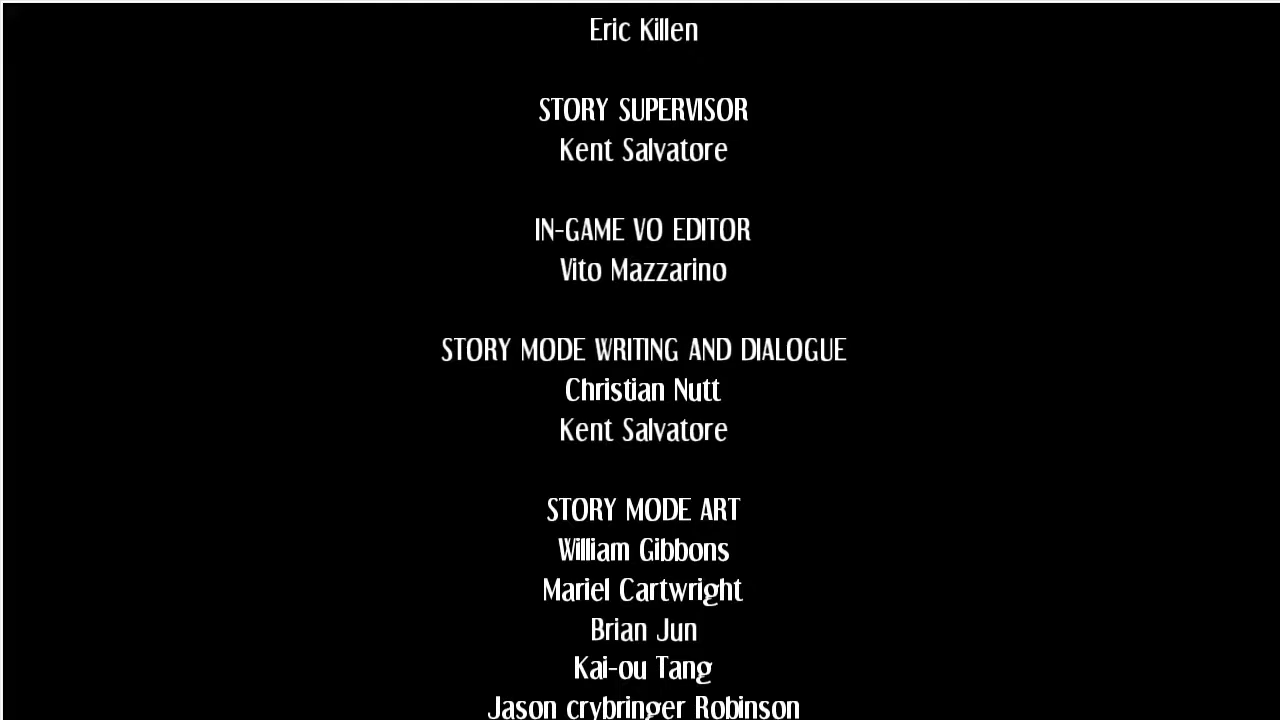 Eric Killen
STORY SUPERVISOR
Kent Salvatore
IN-GAME VO EDITOR
Vito Mazzarino
STORY MODE WRITING AND DIALOGUE
Christian Nutt
Kent Salvatore
STORY MODE ART
William Gibbons
Mariel Cartwright
Brian Jun
Kai-ou Tang
Jason crybringer Robinson